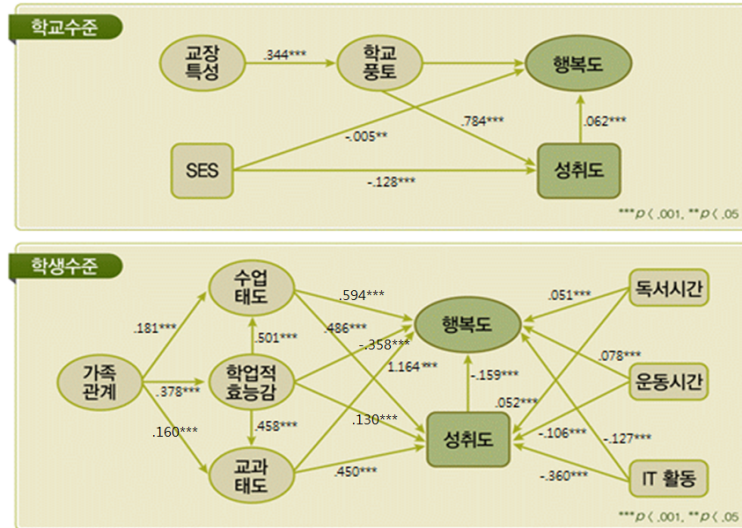 학교수준
교장
특성
.344***
학교
풍토
행복도
-.005**
.784***
.062***
SES
-.128***
성취도
***p< .001, **p< .05
학생수준
수업
태도
.594***
행복도
.051***
독서시간
.181***
.501***
.486***
-.358***
1.164***
.078***
가족
관계
.378***
학업적
효능감
-.159***
운동시간
.160***
.458***
.130***
.052***
성취도
-.106***
-.127***
교과
태도
.450***
-.360***
IT 활동
***p< .001, **p< .05